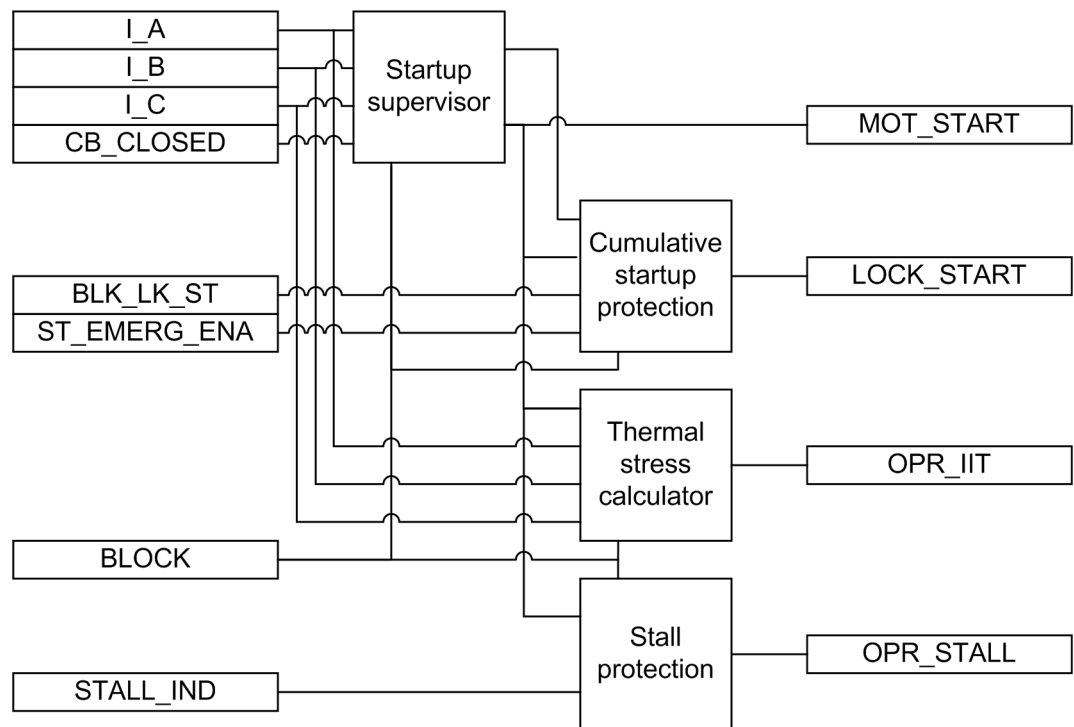 I_A
I_B
I_C
CB_CLOSED
Startup
supervisor
MOT_START
Cumulative
startup
protection
BLK_LK_ST
ST_EMERG_ENA
LOCK_START
Thermal
stress
calculator
OPR_IIT
BLOCK
Stall
protection
OPR_STALL
STALL_IND